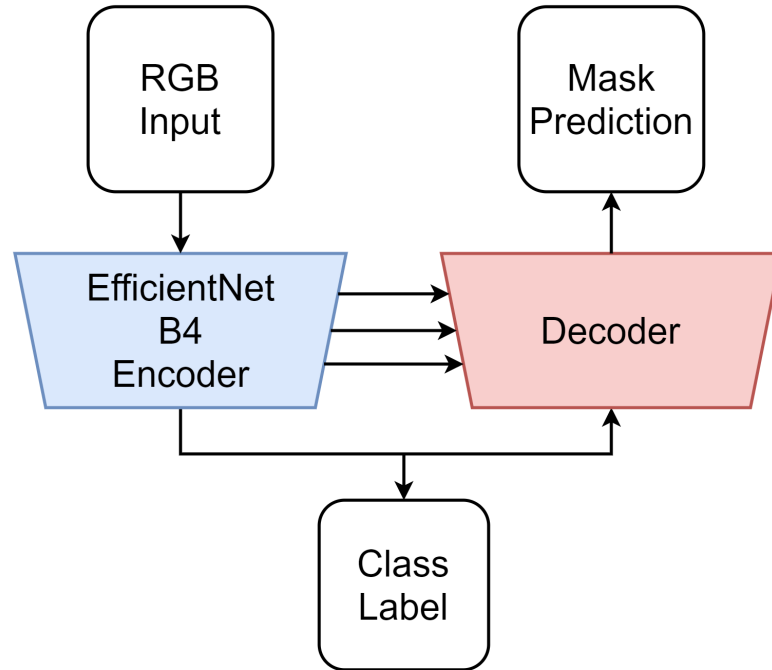 RGB
Input
Mask
Prediction
EfficientNet
B4
Encoder
Decoder
Class
Label